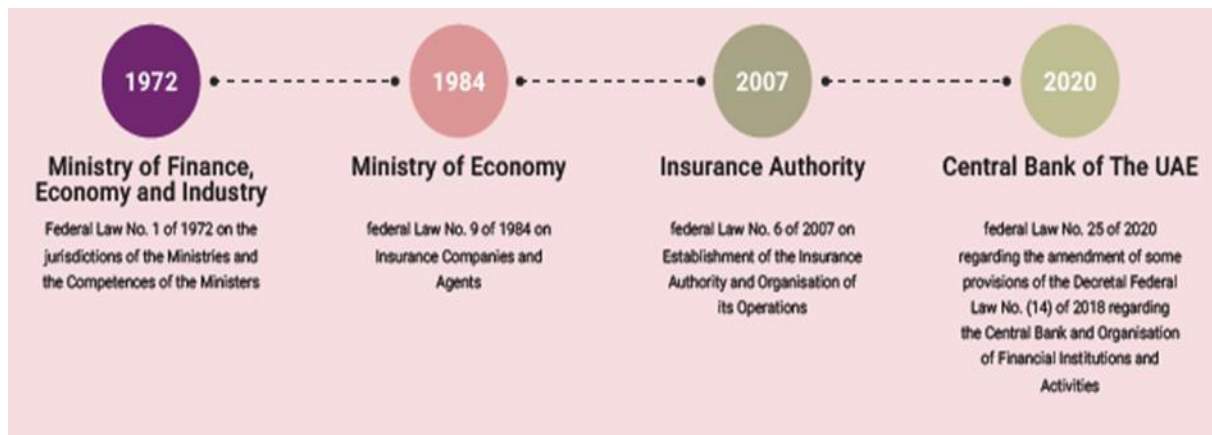 1972
1984
2007
2020
Ministry of Finance,
Economy and Industry
Federal Law No. 1 of 1972 on the
jurisdictions of the Ministries and
the Competences of the Ministers
Ministry of Economy
federal Law No. 9 of 1984 on
Insurance Companies and
Agents
Insurance Authority
federal Law No. 6 of 2007 on
Establishment of the Insurance
Authority and Organisation of
its Operations
Central Bank of The UAE
federal Law No. 25 of 2020
regarding the amendment of some
provisions of the Decretal Federal
Law No. (14) of 2018 regarding
the Central Bank and Organisation
of Financial Institutions and
Activities